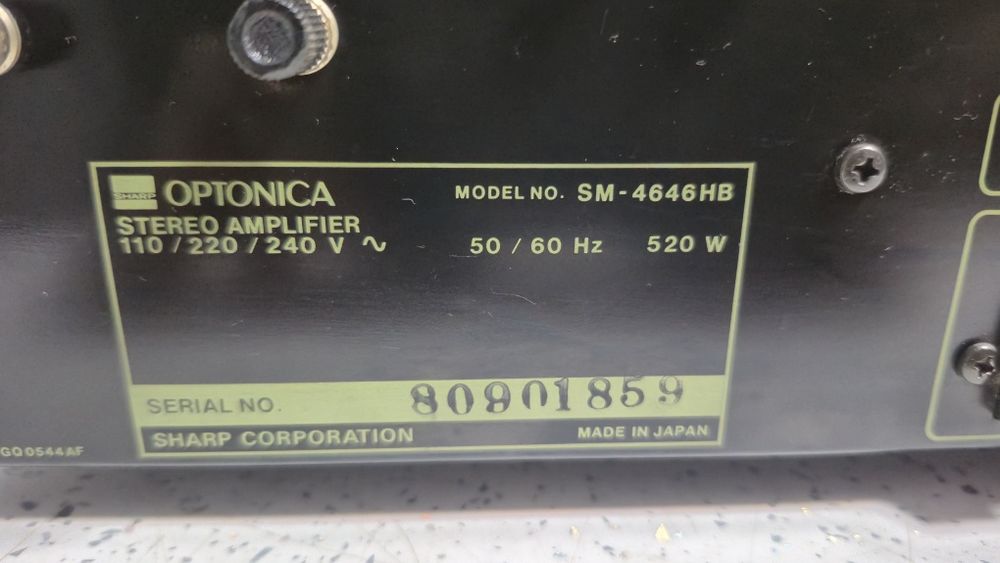 SHARP OPTONICA MODEL NO. SM-4646HB
STEREO AMPLIFIER
110 / 220 / 240 V ∿ 50 / 60 Hz 520 W
SERIAL NO. 80901859
SHARP CORPORATION MADE IN JAPAN
GQ0544AF